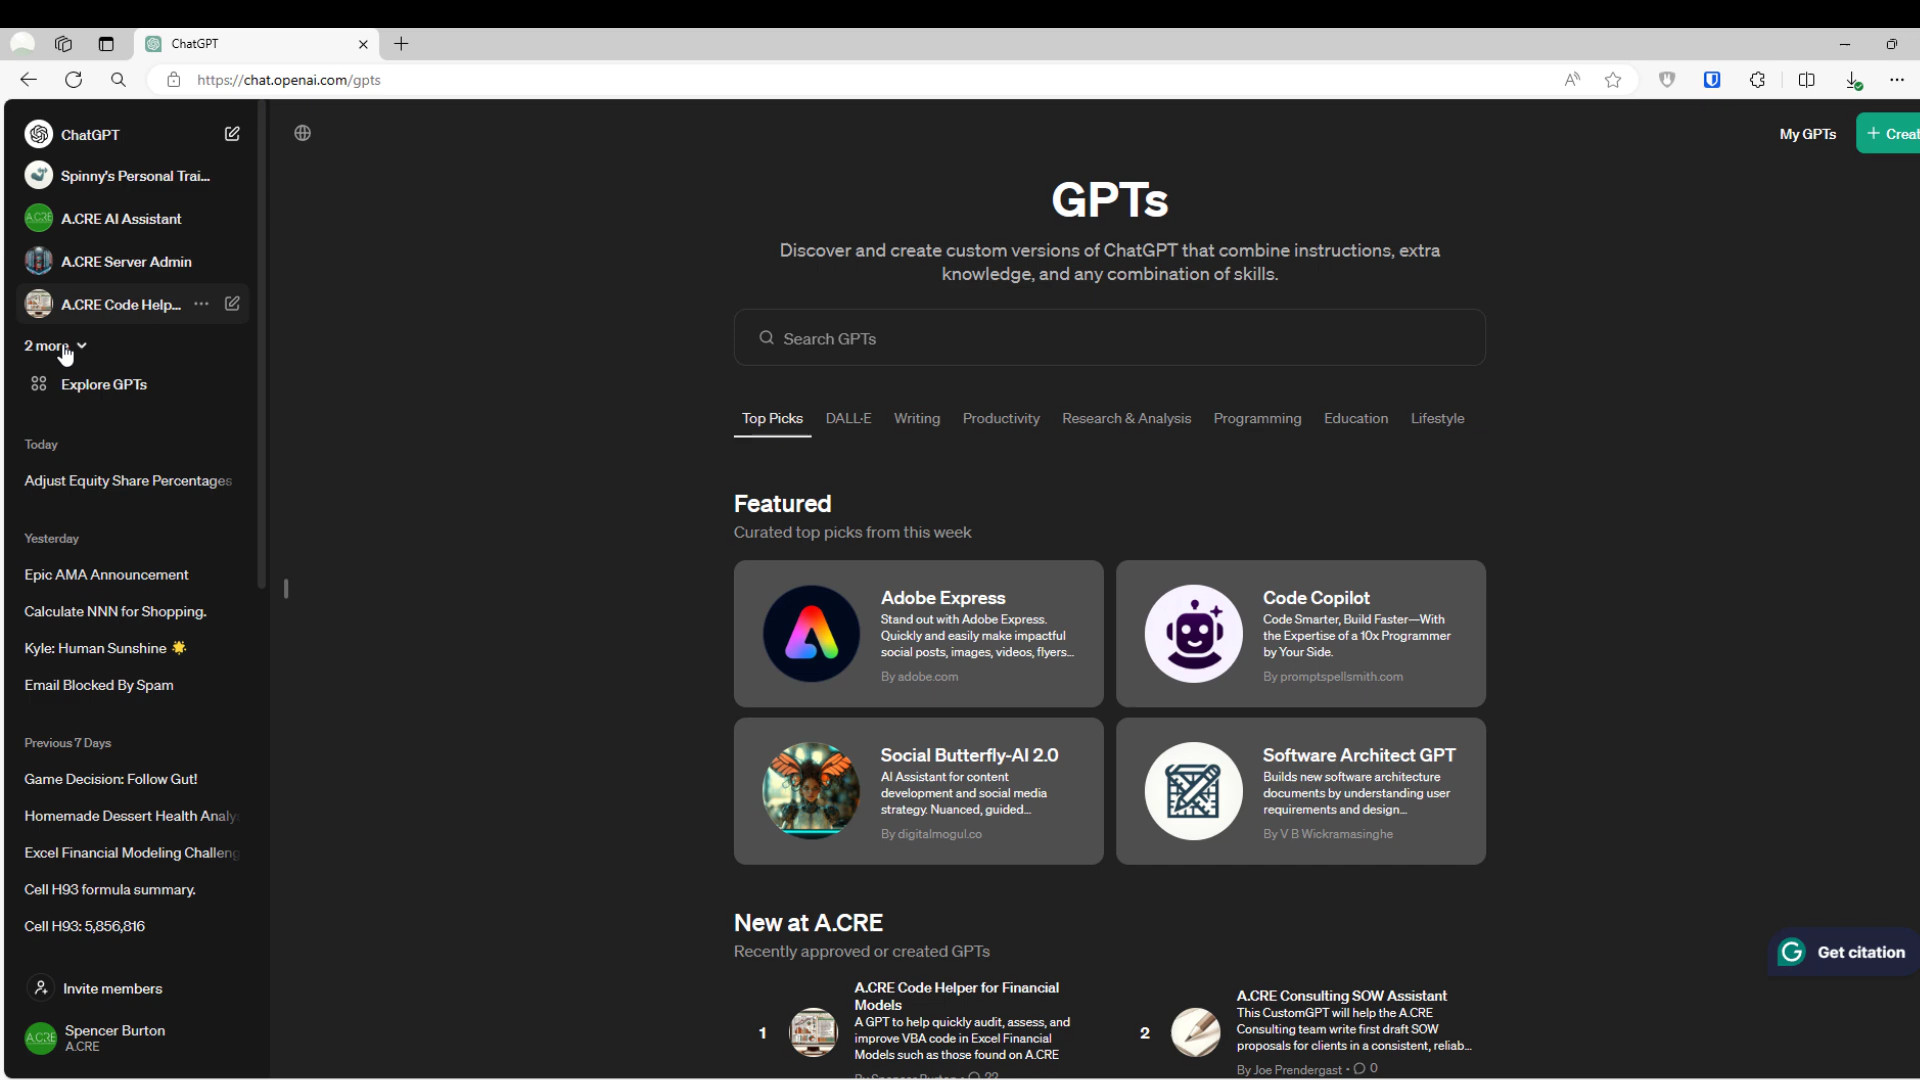 ChatGPT
https://chat.openai.com/gpts
ChatGPT
Spinny's Personal Trai...
A.CRE AI Assistant
A.CRE Server Admin
A.CRE Code Help...
2 more
Explore GPTs
Today
Adjust Equity Share Percentages
Yesterday
Epic AMA Announcement
Calculate NNN for Shopping.
Kyle: Human Sunshine 🌟
Email Blocked By Spam
Previous 7 Days
Game Decision: Follow Gut!
Homemade Dessert Health Analy
Excel Financial Modeling Challeng
Cell H93 formula summary.
Cell H93: 5,856,816
Invite members
A.CRE
Spencer Burton
A.CRE
My GPTs
+ Creat
GPTs
Discover and create custom versions of ChatGPT that combine instructions, extra
knowledge, and any combination of skills.
Search GPTs
Top Picks DALL·E Writing Productivity Research & Analysis Programming Education Lifestyle
Featured
Curated top picks from this week
Adobe Express
Stand out with Adobe Express.
Quickly and easily make impactful
social posts, images, videos, flyers...
By adobe.com
Code Copilot
Code Smarter, Build Faster—With
the Expertise of a 10x Programmer
by Your Side.
By promptspellsmith.com
Social Butterfly-AI 2.0
AI Assistant for content
development and social media
strategy. Nuanced, guided...
By digitalmogul.co
Software Architect GPT
Builds new software architecture
documents by understanding user
requirements and design...
By V B Wickramasinghe
New at A.CRE
Recently approved or created GPTs
1
A.CRE Code Helper for Financial
Models
A GPT to help quickly audit, assess, and
improve VBA code in Excel Financial
Models such as those found on A.CRE
By Spencer Burton • 22
2
A.CRE Consulting SOW Assistant
This CustomGPT will help the A.CRE
Consulting team write first draft SOW
proposals for clients in a consistent, reliab...
By Joe Prendergast • 0
Get citation